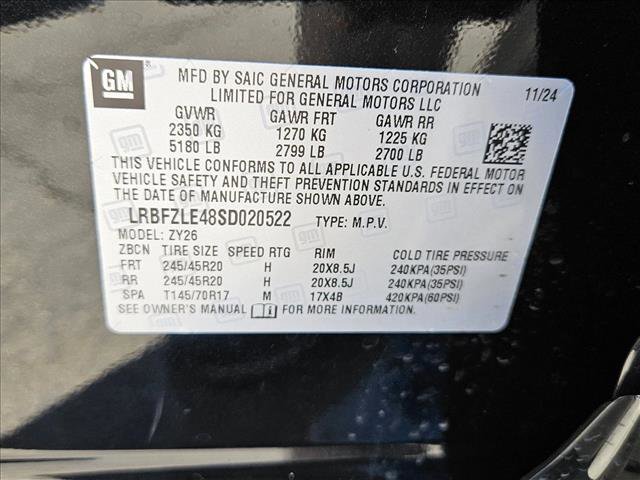 GM
MFD BY SAIC GENERAL MOTORS CORPORATION
LIMITED FOR GENERAL MOTORS LLC
11/24
GVWR GAWR FRT GAWR RR
2350 KG 1270 KG 1225 KG
5180 LB 2799 LB 2700 LB
THIS VEHICLE CONFORMS TO ALL APPLICABLE U.S. FEDERAL MOTOR
VEHICLE SAFETY AND THEFT PREVENTION STANDARDS IN EFFECT ON
THE DATE OF MANUFACTURE SHOWN ABOVE.
LRBFZLE48SD020522 TYPE: M.P.V.
MODEL: ZY26
ZBCN TIRE SIZE SPEED RTG RIM COLD TIRE PRESSURE
FRT 245/45R20 H 20X8.5J 240KPA(35PSI)
RR 245/45R20 H 20X8.5J 240KPA(35PSI)
SPA T145/70R17 M 17X4B 420KPA(60PSI)
SEE OWNER'S MANUAL FOR MORE INFORMATION